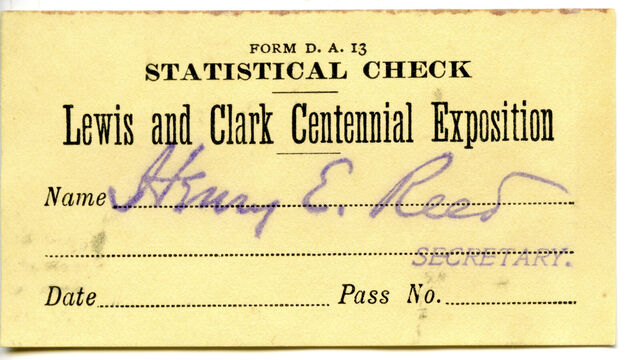 FORM D. A. 13
STATISTICAL CHECK
Lewis and Clark Centennial Exposition
Name Henry E. Reed
SECRETARY.
Date Pass No.